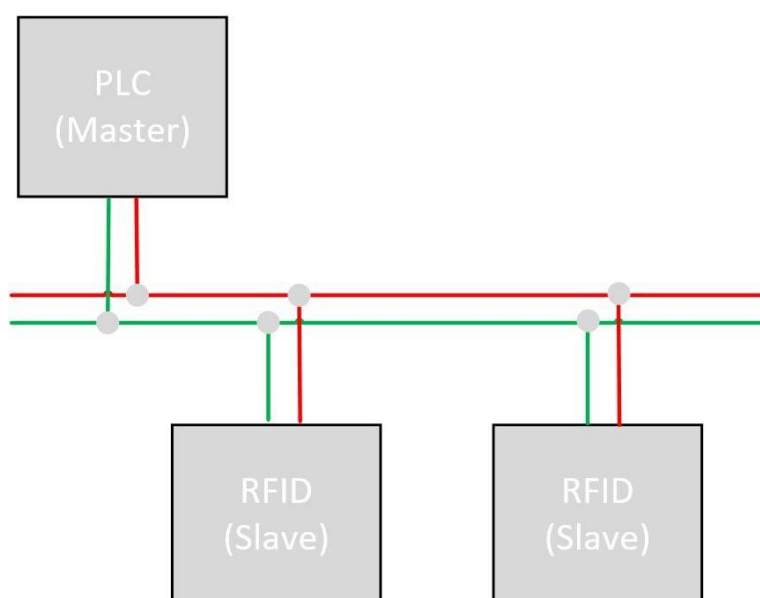 PLC
(Master)
RFID
(Slave)
RFID
(Slave)